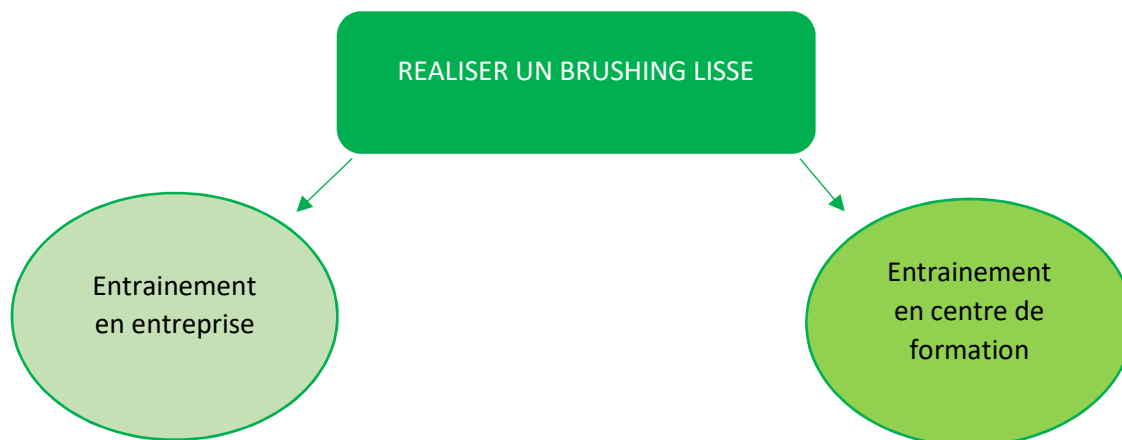 REALISER UN BRUSHING LISSE
Entrainement
en entreprise
Entrainement
en centre de
formation